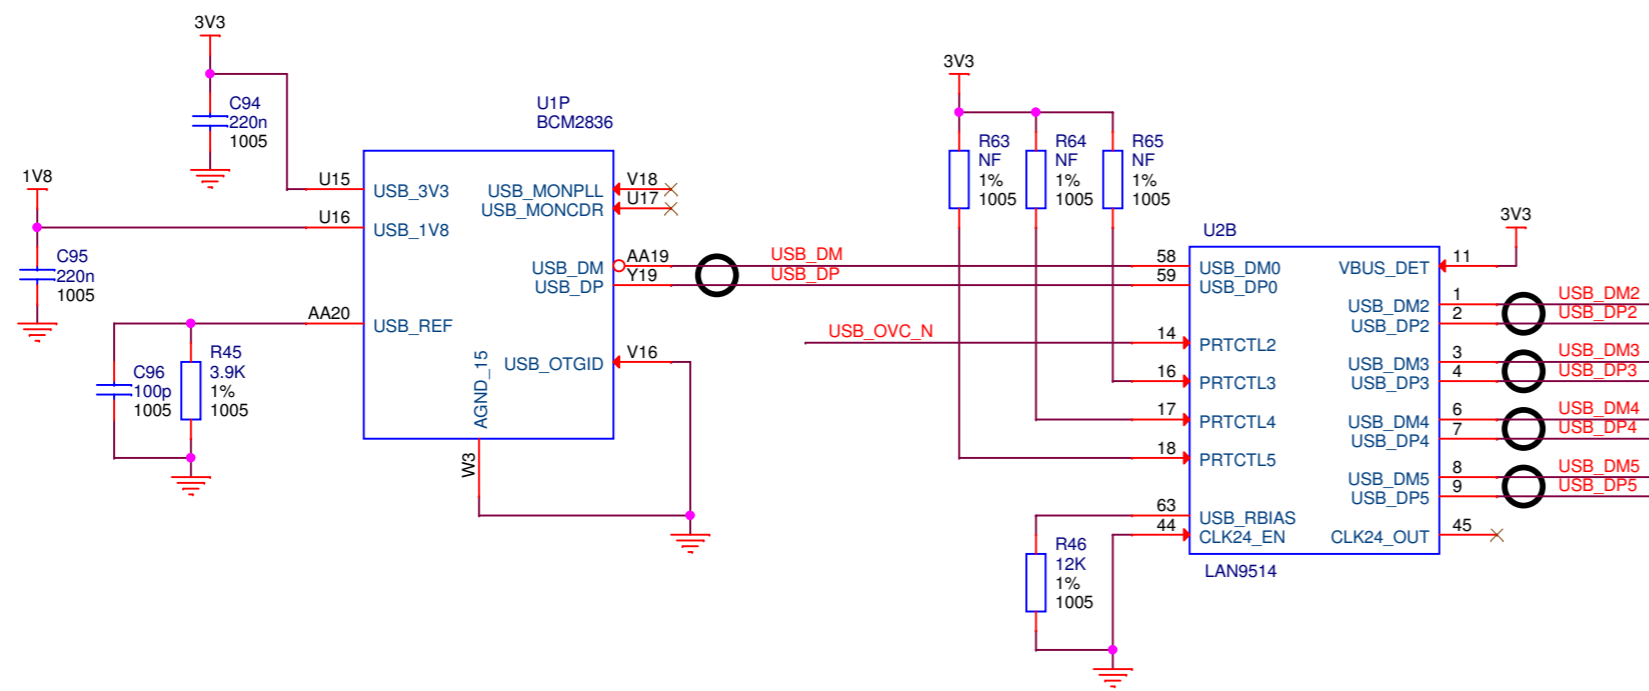 3V3
C94
220n
1005
1V8
C95
220n
1005
U1P
BCM2836
U15
USB_3V3
U16
USB_1V8
AA20
USB_REF
USB_MONPLL
V18
USB_MONCDR
U17
USB_DM
AA19
USB_DP
Y19
USB_OTGID
V16
AGND_15
W3
C96
100p
1005
R45
3.9K
1%
1005
USB_DM
USB_DP
USB_OVC_N
3V3
R63
NF
1%
1005
R64
NF
1%
1005
R65
NF
1%
1005
U2B
58
USB_DM0
59
USB_DP0
14
PRTCTL2
16
PRTCTL3
17
PRTCTL4
18
PRTCTL5
63
USB_RBIAS
44
CLK24_EN
R46
12K
1%
1005
3V3
VBUS_DET
11
USB_DM2
1
USB_DM2
USB_DP2
2
USB_DP2
USB_DM3
3
USB_DM3
USB_DP3
4
USB_DP3
USB_DM4
6
USB_DM4
USB_DP4
7
USB_DP4
USB_DM5
8
USB_DM5
USB_DP5
9
USB_DP5
CLK24_OUT
45
LAN9514